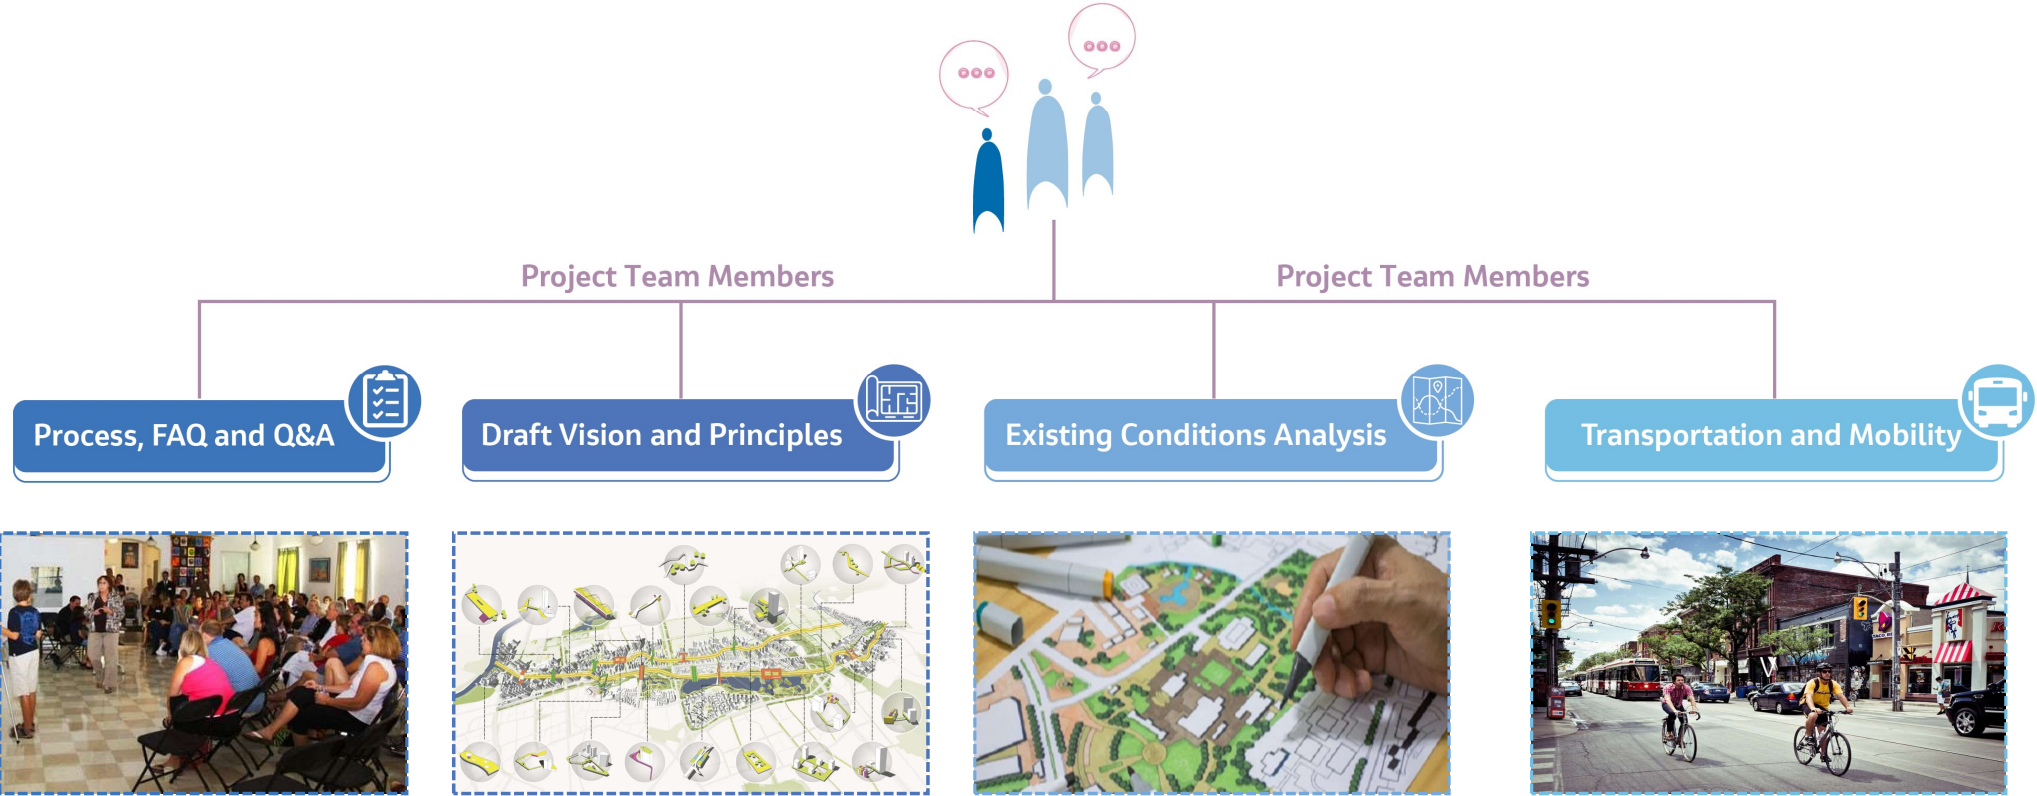 Project Team Members
Project Team Members
Process, FAQ and Q&A
Draft Vision and Principles
Existing Conditions Analysis
Transportation and Mobility